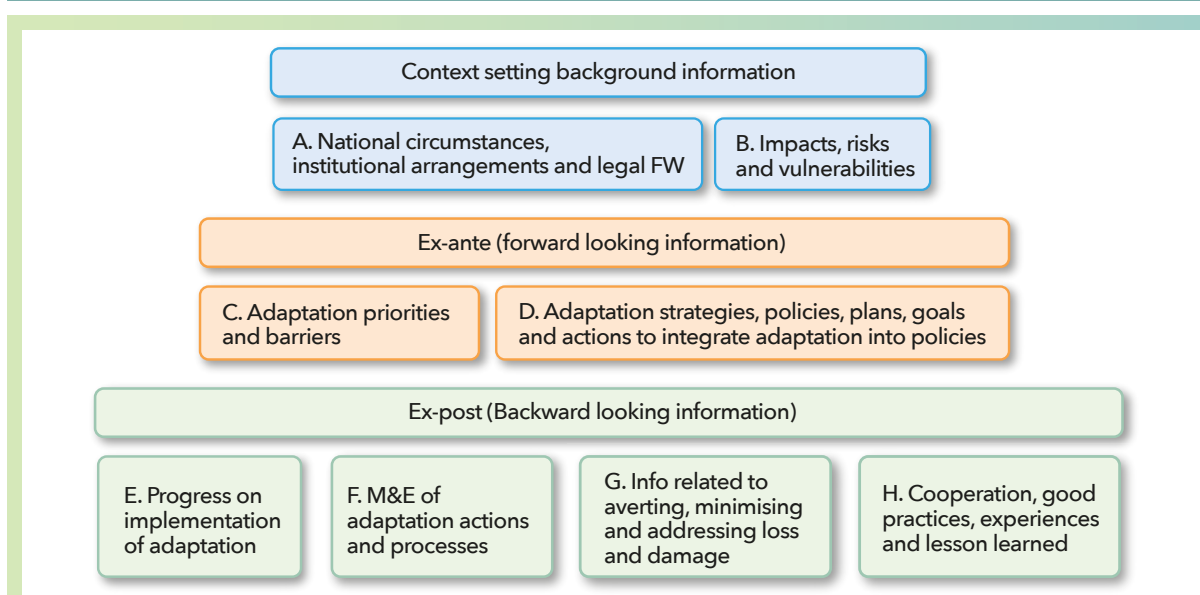 Context setting background information
A. National circumstances,
institutional arrangements and legal FW
B. Impacts, risks
and vulnerabilities
Ex-ante (forward looking information)
C. Adaptation priorities
and barriers
D. Adaptation strategies, policies, plans, goals
and actions to integrate adaptation into policies
Ex-post (Backward looking information)
E. Progress on
implementation
of adaptation
F. M&E of
adaptation actions
and processes
G. Info related to
averting, minimising
and addressing loss
and damage
H. Cooperation, good
practices, experiences
and lesson learned